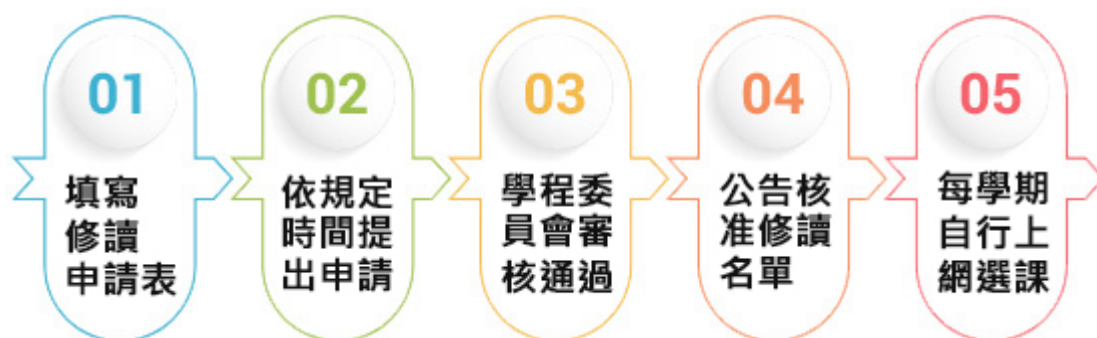 01
填寫
修讀
申請表
02
依規定
時間提
出申請
03
學程委
員會審
核通過
04
公告核
准修讀
名單
05
每學期
自行上
網選課